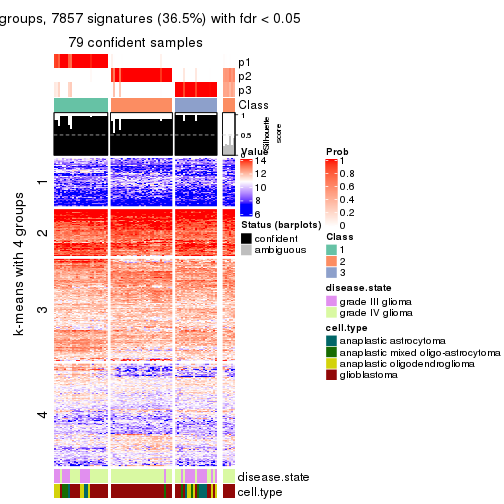 groups, 7857 signatures (36.5%) with fdr < 0.05
79 confident samples
p1
p2
p3
Class
1
0.5
0
Silhouette
score
k-means with 4 groups
1
2
3
4
disease.state
cell.type
Value
14
12
10
8
6
Status (barplots)
confident
ambiguous
Prob
1
0.8
0.6
0.4
0.2
0
Class
1
2
3
disease.state
grade III glioma
grade IV glioma
cell.type
anaplastic astrocytoma
anaplastic mixed oligo-astrocytoma
anaplastic oligodendroglioma
glioblastoma